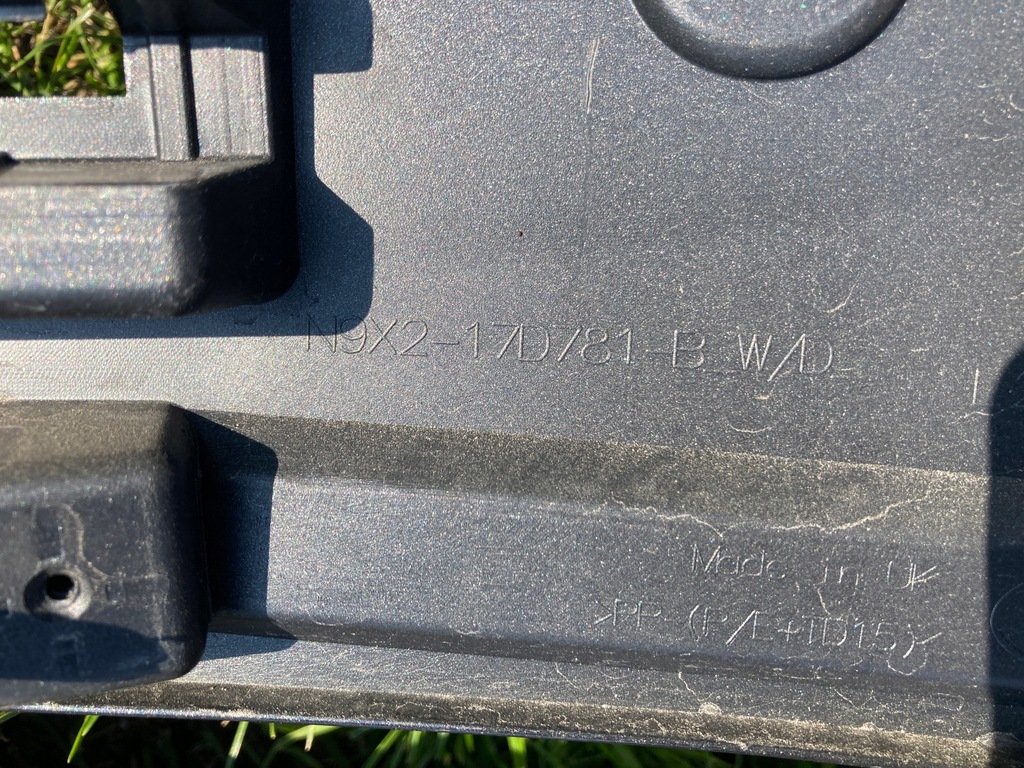 N9X2-17D781-B W/D
Made in UK
>PP-(P/E+TD15)<